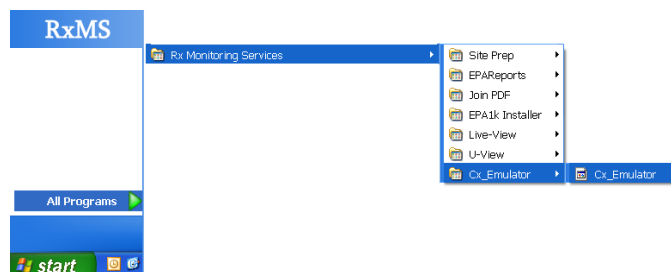 RxMS
Rx Monitoring Services
Site Prep
EPAReports
Join PDF
EPA1k Installer
Live-View
U-View
Cx_Emulator
Cx_Emulator
All Programs
start